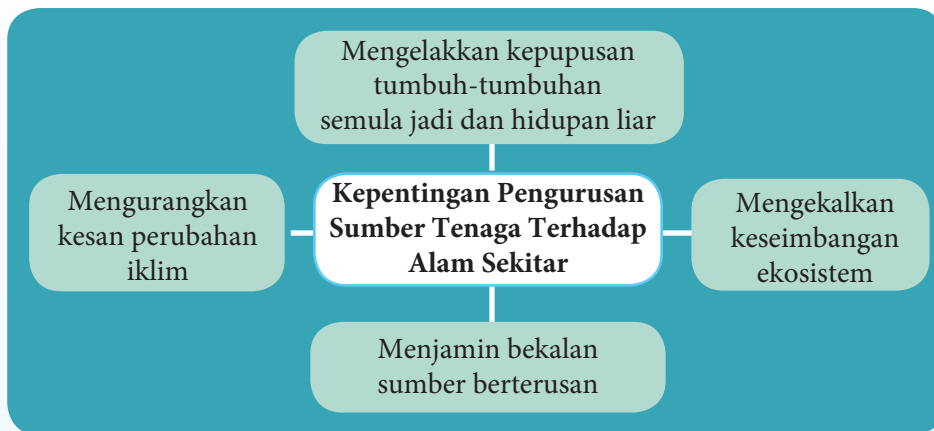 Mengelakkan kepupusan
tumbuh-tumbuhan
semula jadi dan hidupan liar
Mengurangkan
kesan perubahan
iklim
Kepentingan Pengurusan
Sumber Tenaga Terhadap
Alam Sekitar
Mengekalkan
keseimbangan
ekosistem
Menjamin bekalan
sumber berterusan